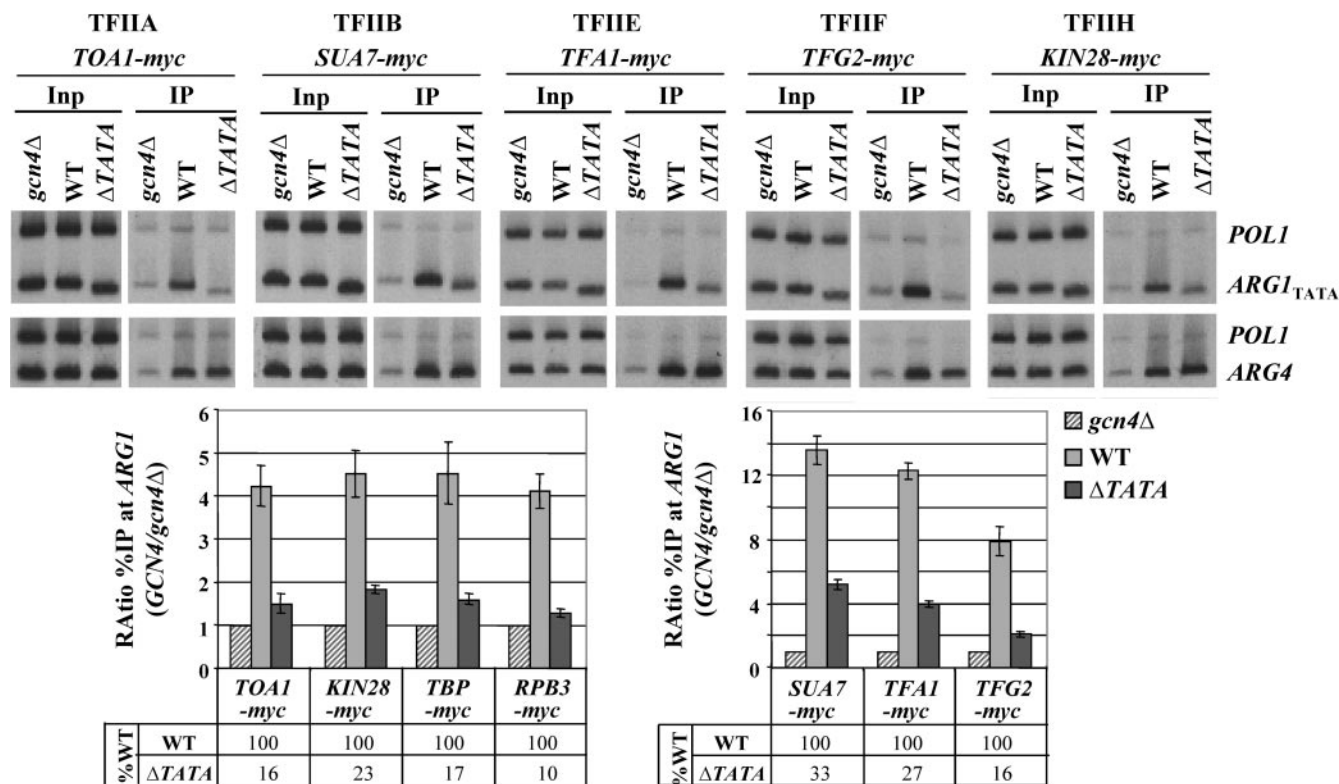 TFIIA TFIIB TFIIE TFIIF TFIIH
TOA1-myc SUA7-myc TFA1-myc TFG2-myc KIN28-myc
Inp IP Inp IP Inp IP Inp IP Inp IP
gcn4Δ WT ΔTATA gcn4Δ WT ΔTATA gcn4Δ WT ΔTATA gcn4Δ WT ΔTATA gcn4Δ WT ΔTATA gcn4Δ WT ΔTATA gcn4Δ WT ΔTATA gcn4Δ WT ΔTATA gcn4Δ WT ΔTATA gcn4Δ WT ΔTATA
POL1
ARG1TATA
POL1
ARG4
RAtio %IP at ARG1
(GCN4/gcn4Δ)
6
5
4
3
2
1
0
TOA1 KIN28 TBP RPB3
-myc -myc -myc -myc
%WT
WT 100 100 100 100
ΔTATA 16 23 17 10
RAtio %IP at ARG1
(GCN4/gcn4Δ)
16
12
8
4
0
SUA7 TFA1 TFG2
-myc -myc -myc
%WT
WT 100 100 100
ΔTATA 33 27 16
gcn4Δ
WT
ΔTATA